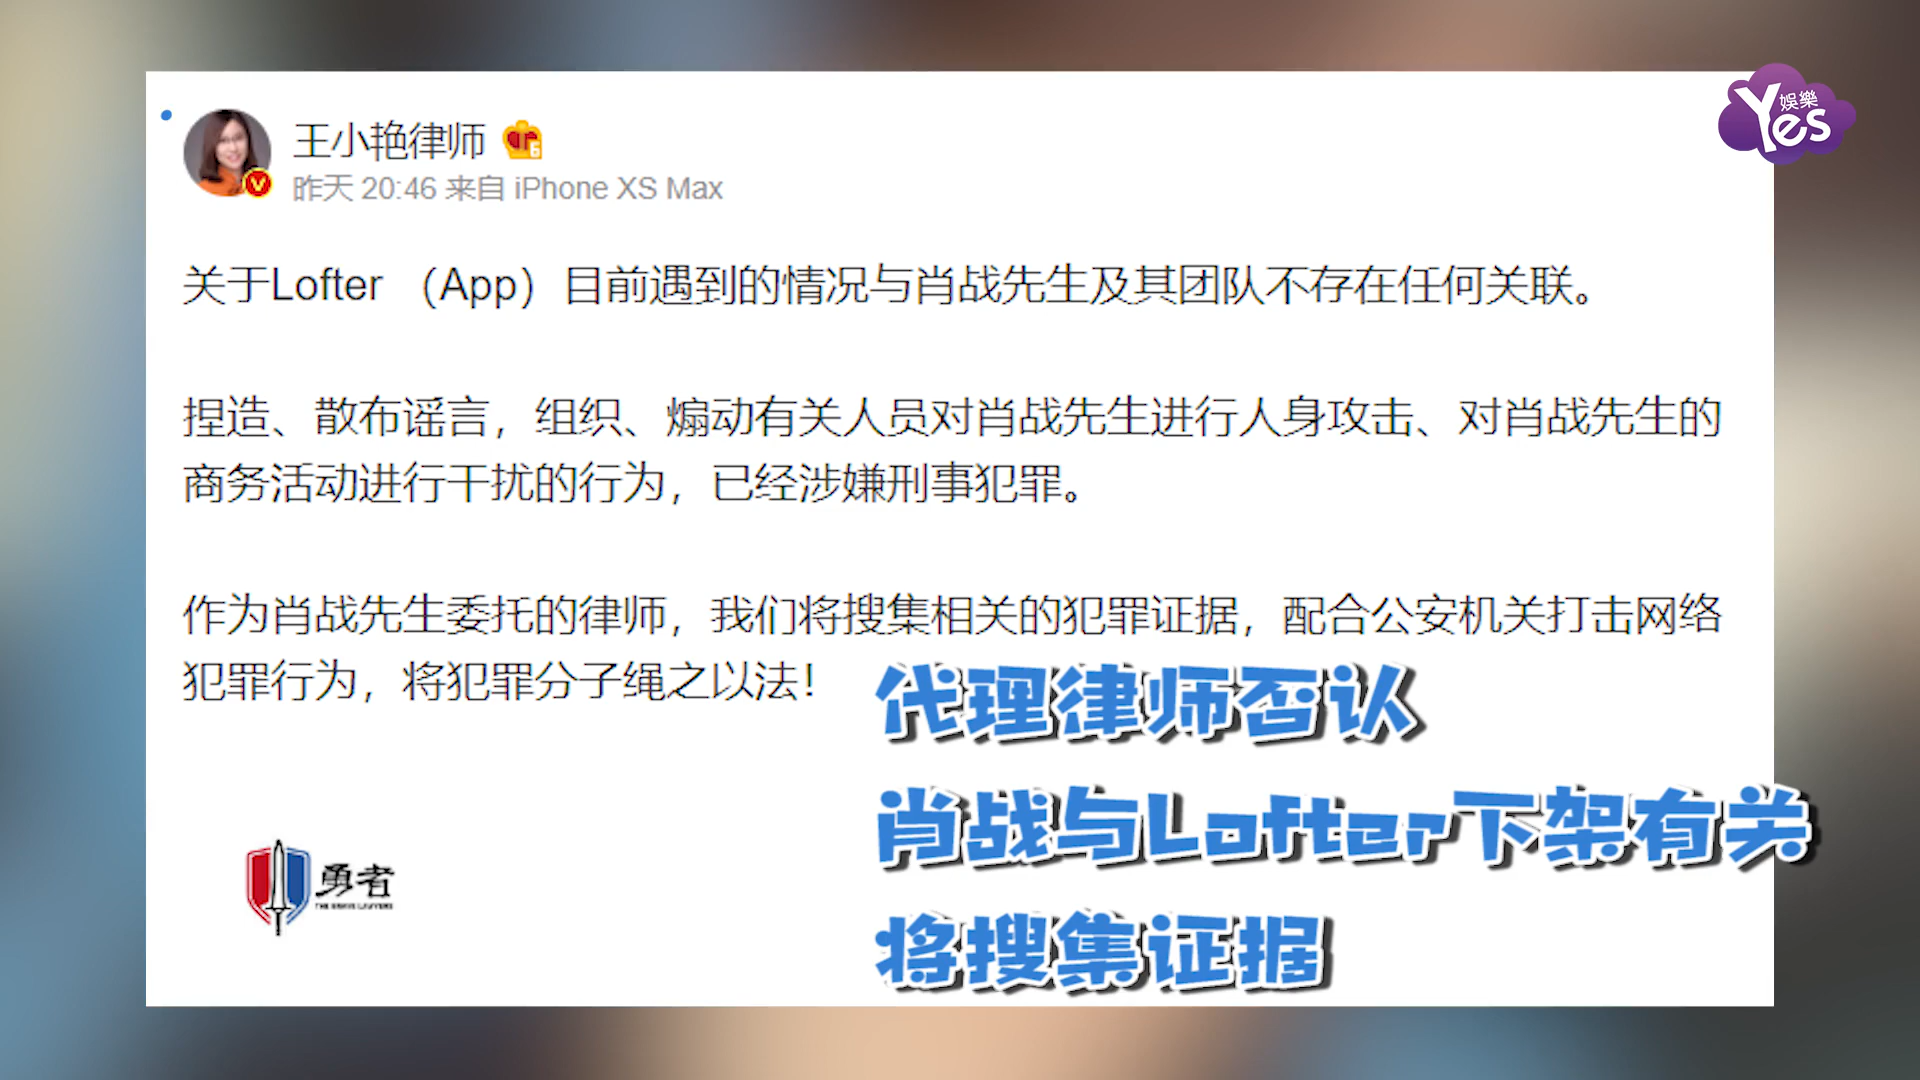 王小艳律师
昨天 20:46 来自 iPhone XS Max
娱樂
Yes
关于Lofter （App）目前遇到的情况与肖战先生及其团队不存在任何关联。
捏造、散布谣言，组织、煽动有关人员对肖战先生进行人身攻击、对肖战先生的
商务活动进行干扰的行为，已经涉嫌刑事犯罪。
作为肖战先生委托的律师，我们将搜集相关的犯罪证据，配合公安机关打击网络
犯罪行为，将犯罪分子绳之以法！
代理律师否认
肖战与Lofter下架有关
将搜集证据
勇者
THE BRAVE LAWYERS